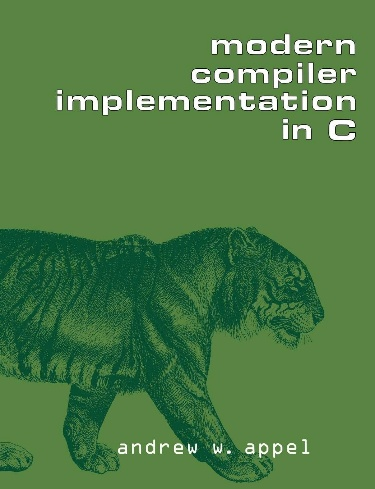 modern
compiler
implementation
in C
andrew w. appel